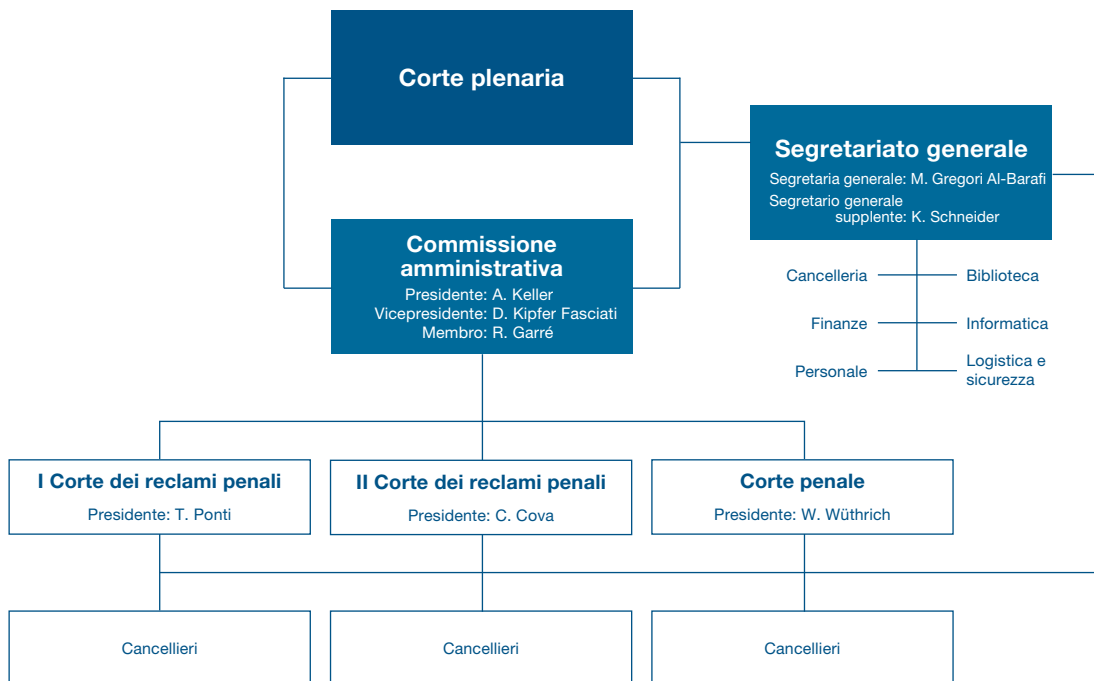 Corte plenaria
Segretariato generale
Segretaria generale: M. Gregori Al-Barafi
Segretario generale
supplente: K. Schneider
Commissione
amministrativa
Presidente: A. Keller
Vicepresidente: D. Kipfer Fasciati
Membro: R. Garré
Cancelleria
Biblioteca
Finanze
Informatica
Personale
Logistica e
sicurezza
I Corte dei reclami penali
Presidente: T. Ponti
II Corte dei reclami penali
Presidente: C. Cova
Corte penale
Presidente: W. Wüthrich
Cancellieri
Cancellieri
Cancellieri